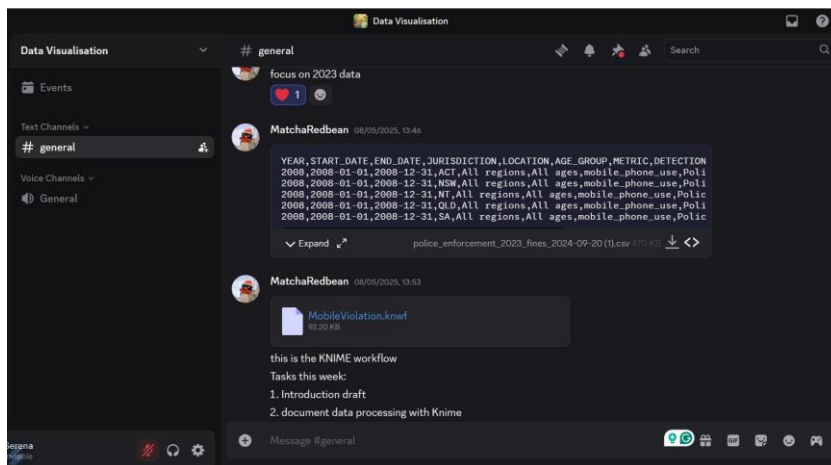 Data Visualisation
Data Visualisation
# general
Search
Events
Text Channels
# general
Voice Channels
General
focus on 2023 data
1
MatchaRedbean 08/05/2025, 13:46
YEAR,START_DATE,END_DATE,JURISDICTION,LOCATION,AGE_GROUP,METRIC,DETECTION
2008,2008-01-01,2008-12-31,ACT,All regions,All ages,mobile_phone_use,Poli
2008,2008-01-01,2008-12-31,NSW,All regions,All ages,mobile_phone_use,Poli
2008,2008-01-01,2008-12-31,NT,All regions,All ages,mobile_phone_use,Polic
2008,2008-01-01,2008-12-31,QLD,All regions,All ages,mobile_phone_use,Poli
2008,2008-01-01,2008-12-31,SA,All regions,All ages,mobile_phone_use,Polic
Expand police_enforcement_2023_fines_2024-09-20 (1).csv 470 KB
MatchaRedbean 08/05/2025, 13:53
MobileViolation.knwf
92.20 KB
this is the KNIME workflow
Tasks this week:
1. Introduction draft
2. document data processing with Knime
Serena
Message #general
GIF